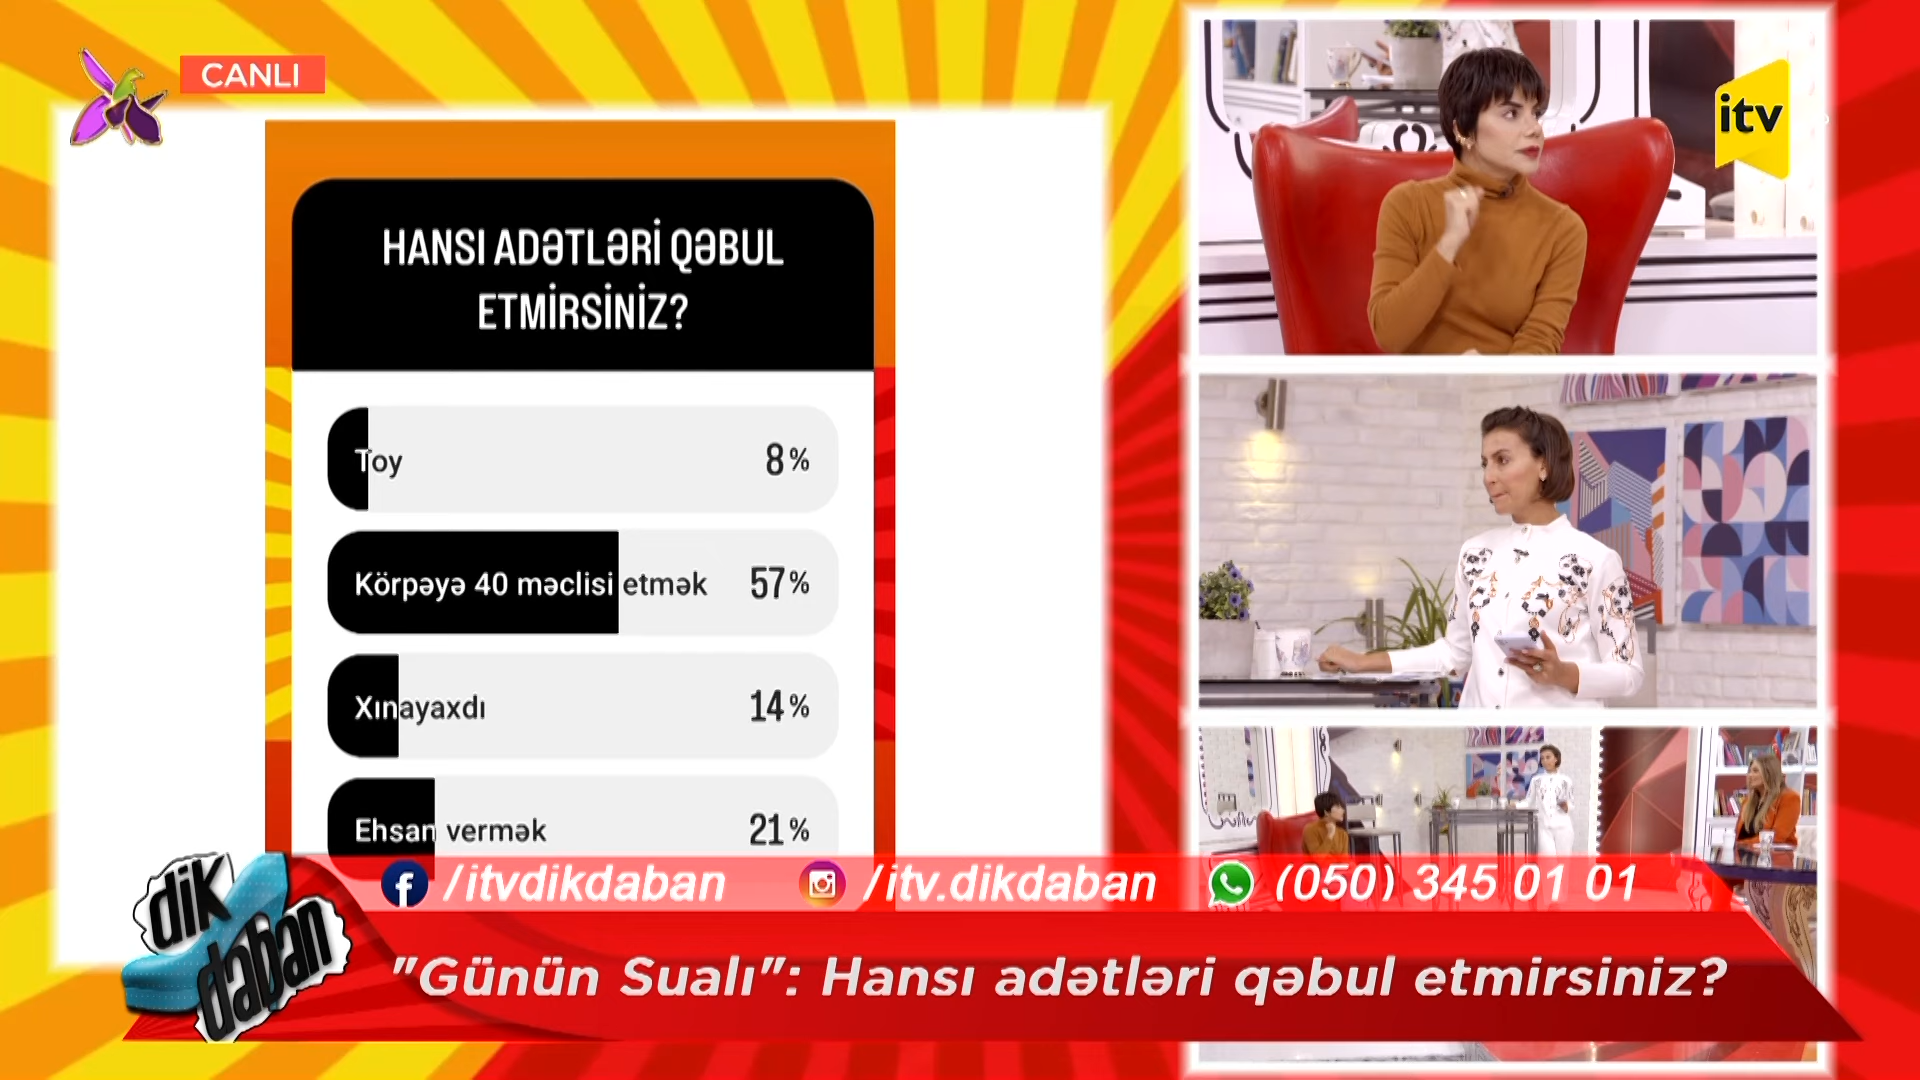 CANLI
itv
HANSI ADƏTLƏRİ QƏBUL
ETMİRSİNİZ?
Toy 8%
Körpəyə 40 məclisi etmək 57%
Xınayaxdı 14%
Ehsan vermək 21%
dik
daban
/itvdikdaban /itv.dikdaban (050) 345 01 01
"Günün Sualı": Hansı adətləri qəbul etmirsiniz?